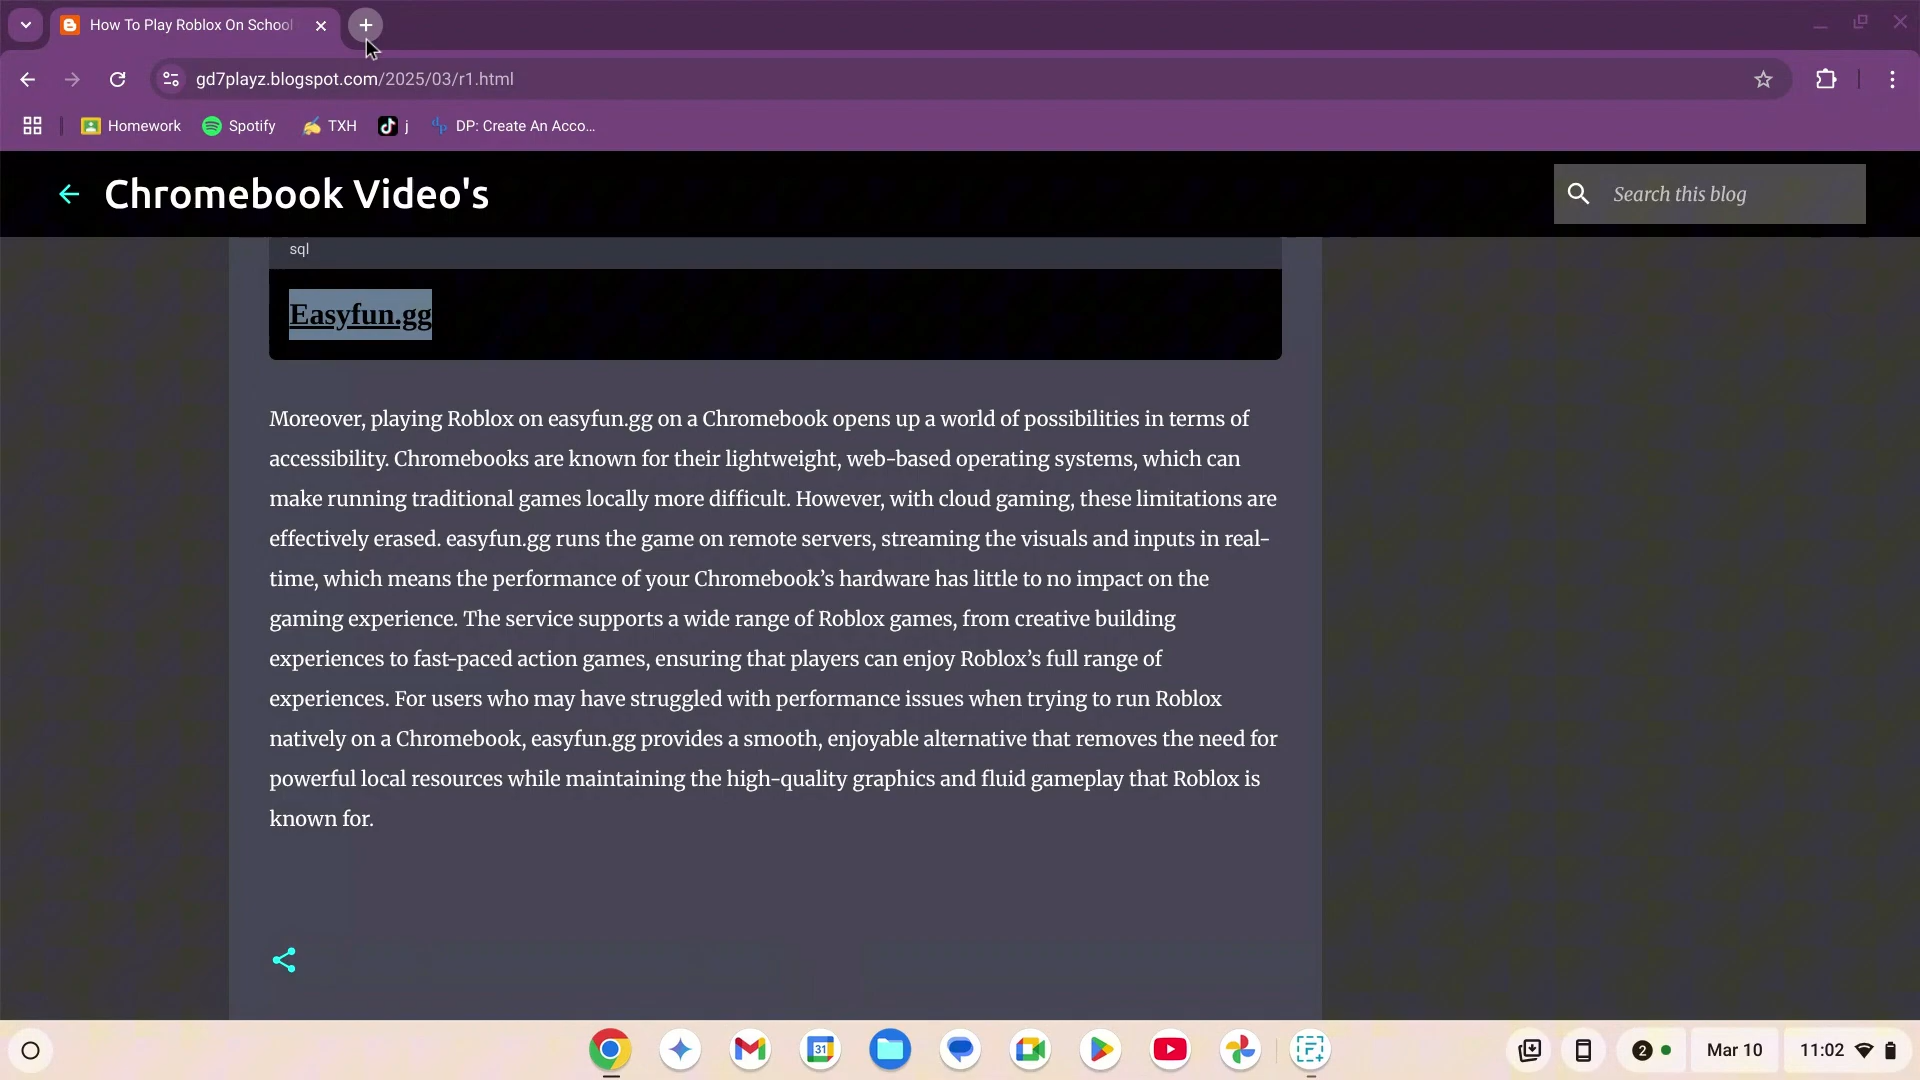 How To Play Roblox On School
gd7playz.blogspot.com/2025/03/r1.html
Homework
Spotify
TXH
j
DP: Create An Acco...
Chromebook Video's
Search this blog
sql
Easyfun.gg
Moreover, playing Roblox on easyfun.gg on a Chromebook opens up a world of possibilities in terms of
accessibility. Chromebooks are known for their lightweight, web-based operating systems, which can
make running traditional games locally more difficult. However, with cloud gaming, these limitations are
effectively erased. easyfun.gg runs the game on remote servers, streaming the visuals and inputs in real-
time, which means the performance of your Chromebook’s hardware has little to no impact on the
gaming experience. The service supports a wide range of Roblox games, from creative building
experiences to fast-paced action games, ensuring that players can enjoy Roblox’s full range of
experiences. For users who may have struggled with performance issues when trying to run Roblox
natively on a Chromebook, easyfun.gg provides a smooth, enjoyable alternative that removes the need for
powerful local resources while maintaining the high-quality graphics and fluid gameplay that Roblox is
known for.
31
2
Mar 10
11:02